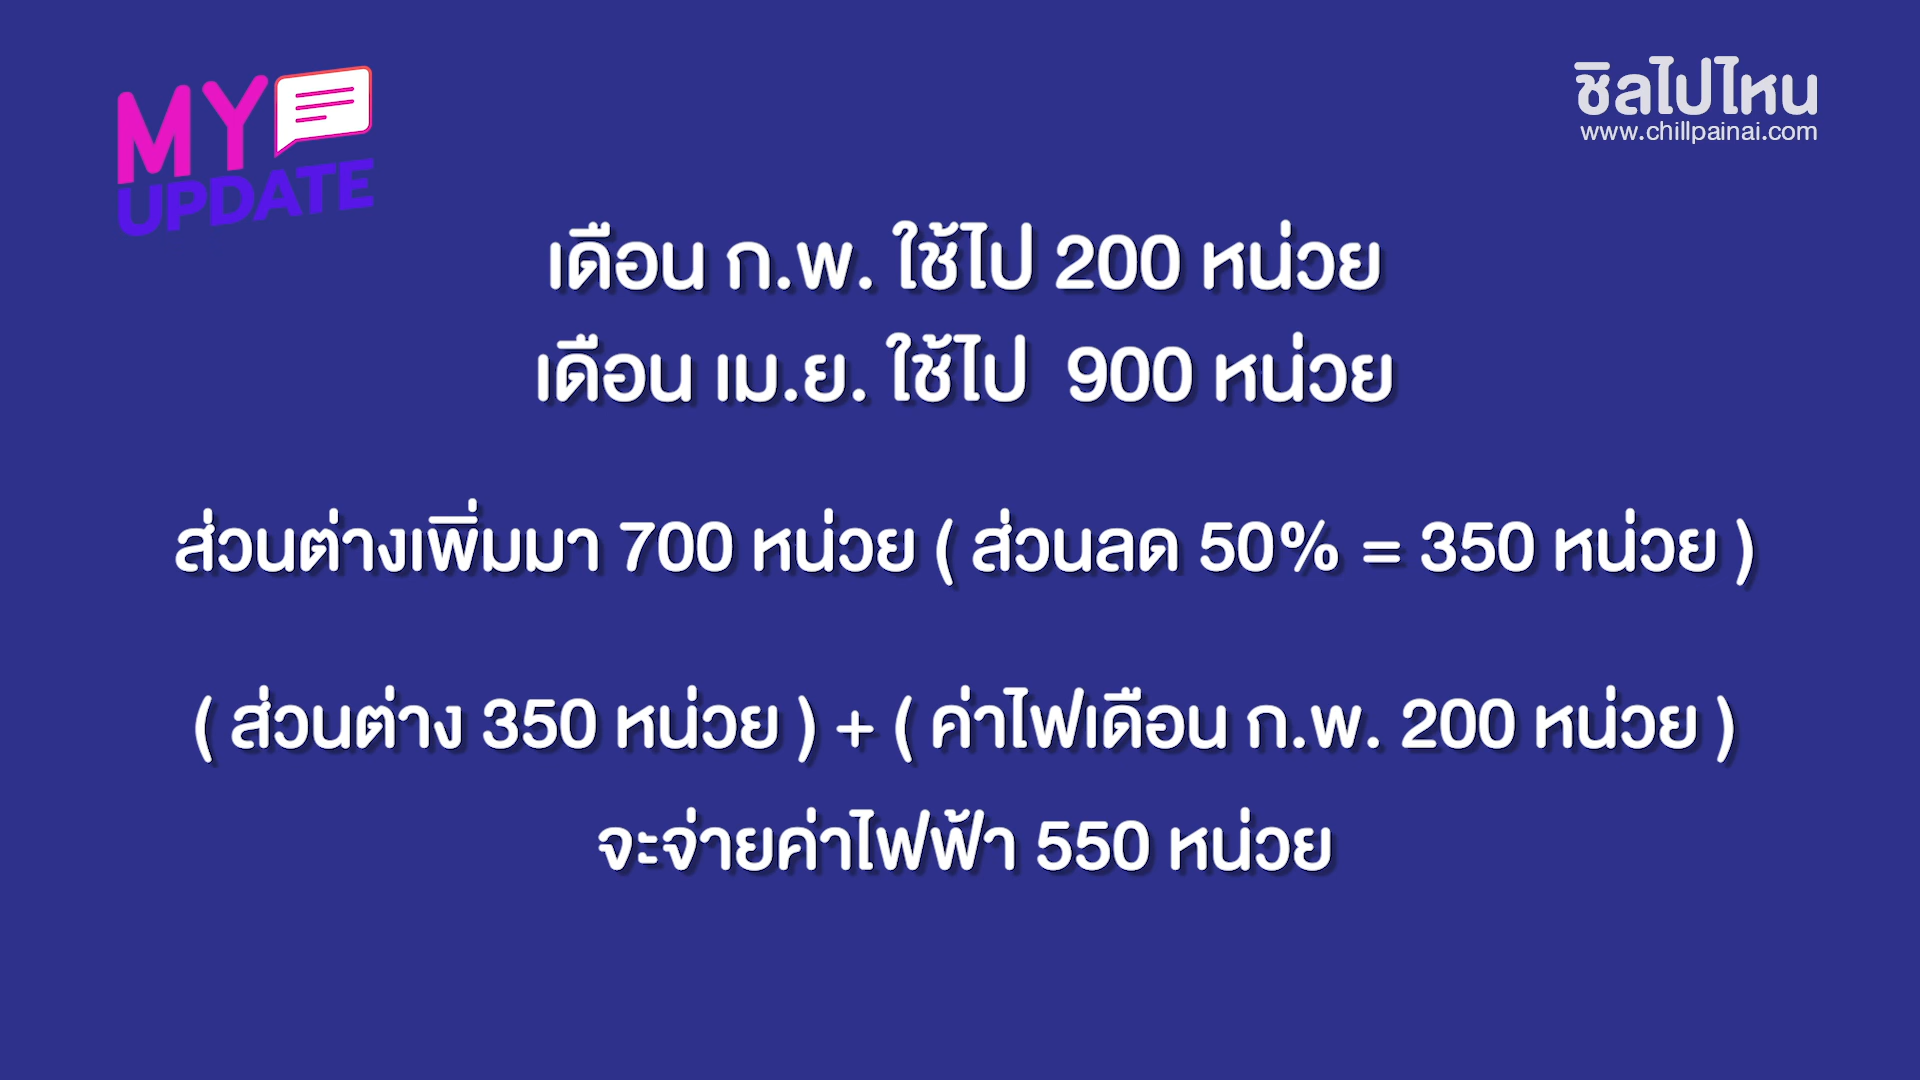 MY
UPDATE
ชิลไปไหน
www.chillpainai.com
เดือน ก.พ. ใช้ไป 200 หน่วย
เดือน เม.ย. ใช้ไป 900 หน่วย
ส่วนต่างเพิ่มมา 700 หน่วย ( ส่วนลด 50% = 350 หน่วย )
( ส่วนต่าง 350 หน่วย ) + ( ค่าไฟเดือน ก.พ. 200 หน่วย )
จะจ่ายค่าไฟฟ้า 550 หน่วย